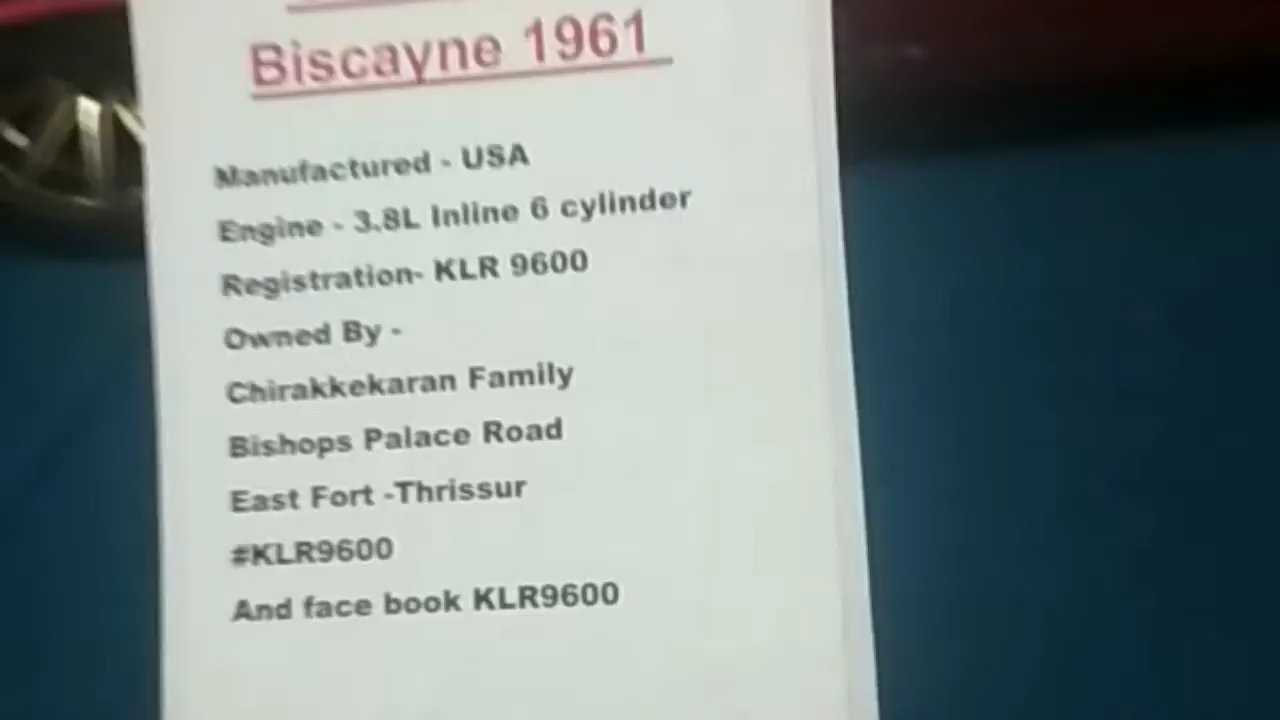 Biscayne 1961
Manufactured - USA
Engine - 3.8L Inline 6 cylinder
Registration- KLR 9600
Owned By -
Chirakkekaran Family
Bishops Palace Road
East Fort -Thrissur
#KLR9600
And face book KLR9600